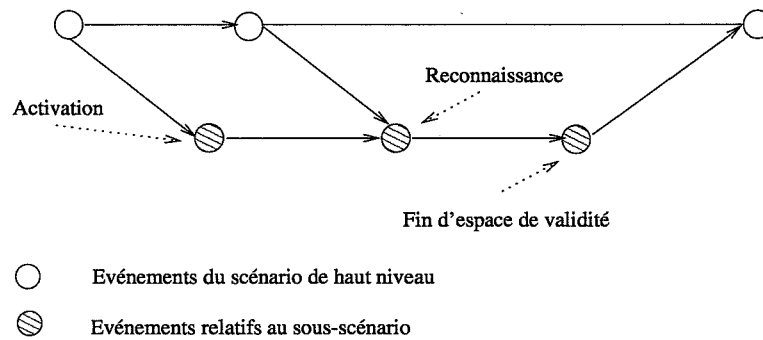 Reconnaissance
Activation
Fin d'espace de validité
Evénements du scénario de haut niveau
Evénements relatifs au sous-scénario